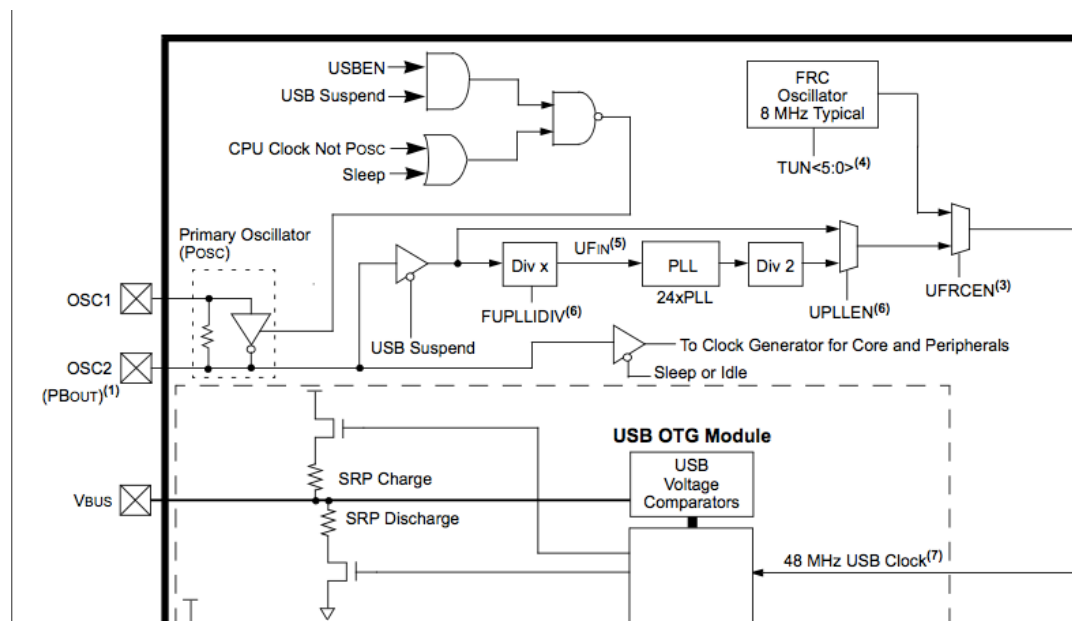 USBEN
USB Suspend
CPU Clock Not POSC
Sleep
FRC
Oscillator
8 MHz Typical
TUN<5:0>(4)
Primary Oscillator
(POSC)
UFIN(5)
Div x
PLL
Div 2
24xPLL
FUPLLIDIV(6)
UPLLEN(6)
UFRCEN(3)
OSC1
USB Suspend
To Clock Generator for Core and Peripherals
OSC2
(PBOUT)(1)
Sleep or Idle
USB OTG Module
USB
Voltage
Comparators
SRP Charge
VBUS
SRP Discharge
48 MHz USB Clock(7)